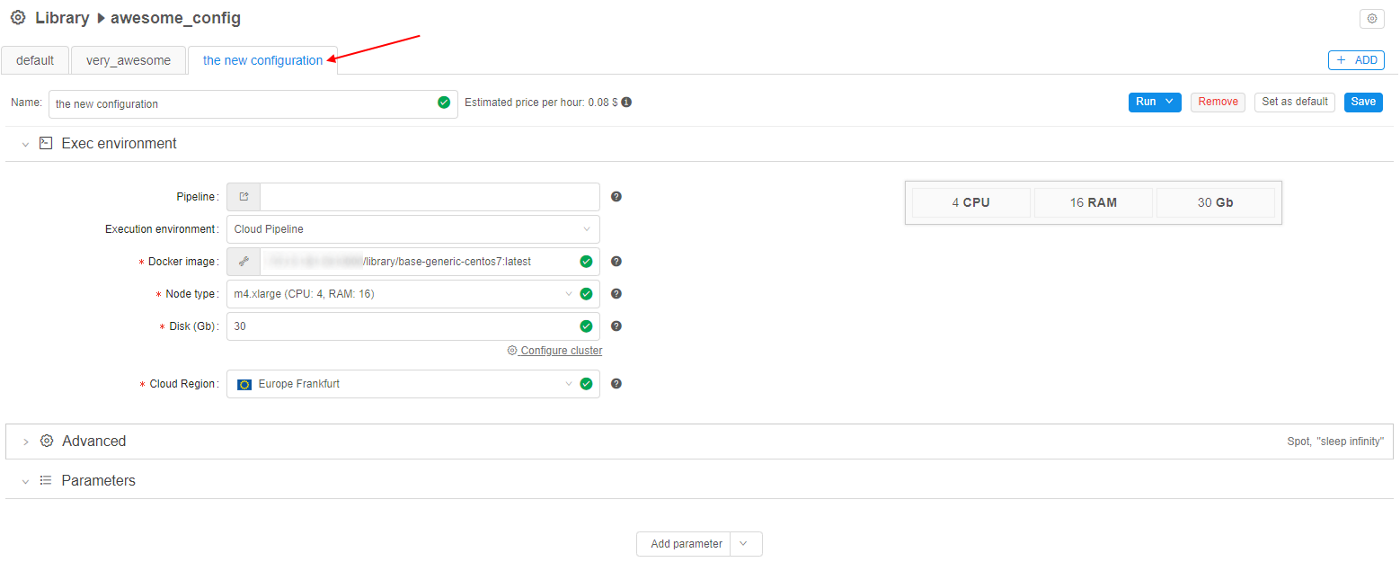 Library awesome_config
default very_awesome the new configuration + ADD
Name: the new configuration Estimated price per hour: 0.08 $ Run Remove Set as default Save
Exec environment
Pipeline:
4 CPU 16 RAM 30 Gb
Execution environment: Cloud Pipeline
* Docker image: /library/base-generic-centos7:latest
* Node type: m4.xlarge (CPU: 4, RAM: 16)
* Disk (Gb): 30
Configure cluster
* Cloud Region: Europe Frankfurt
Advanced Spot, "sleep infinity"
Parameters
Add parameter